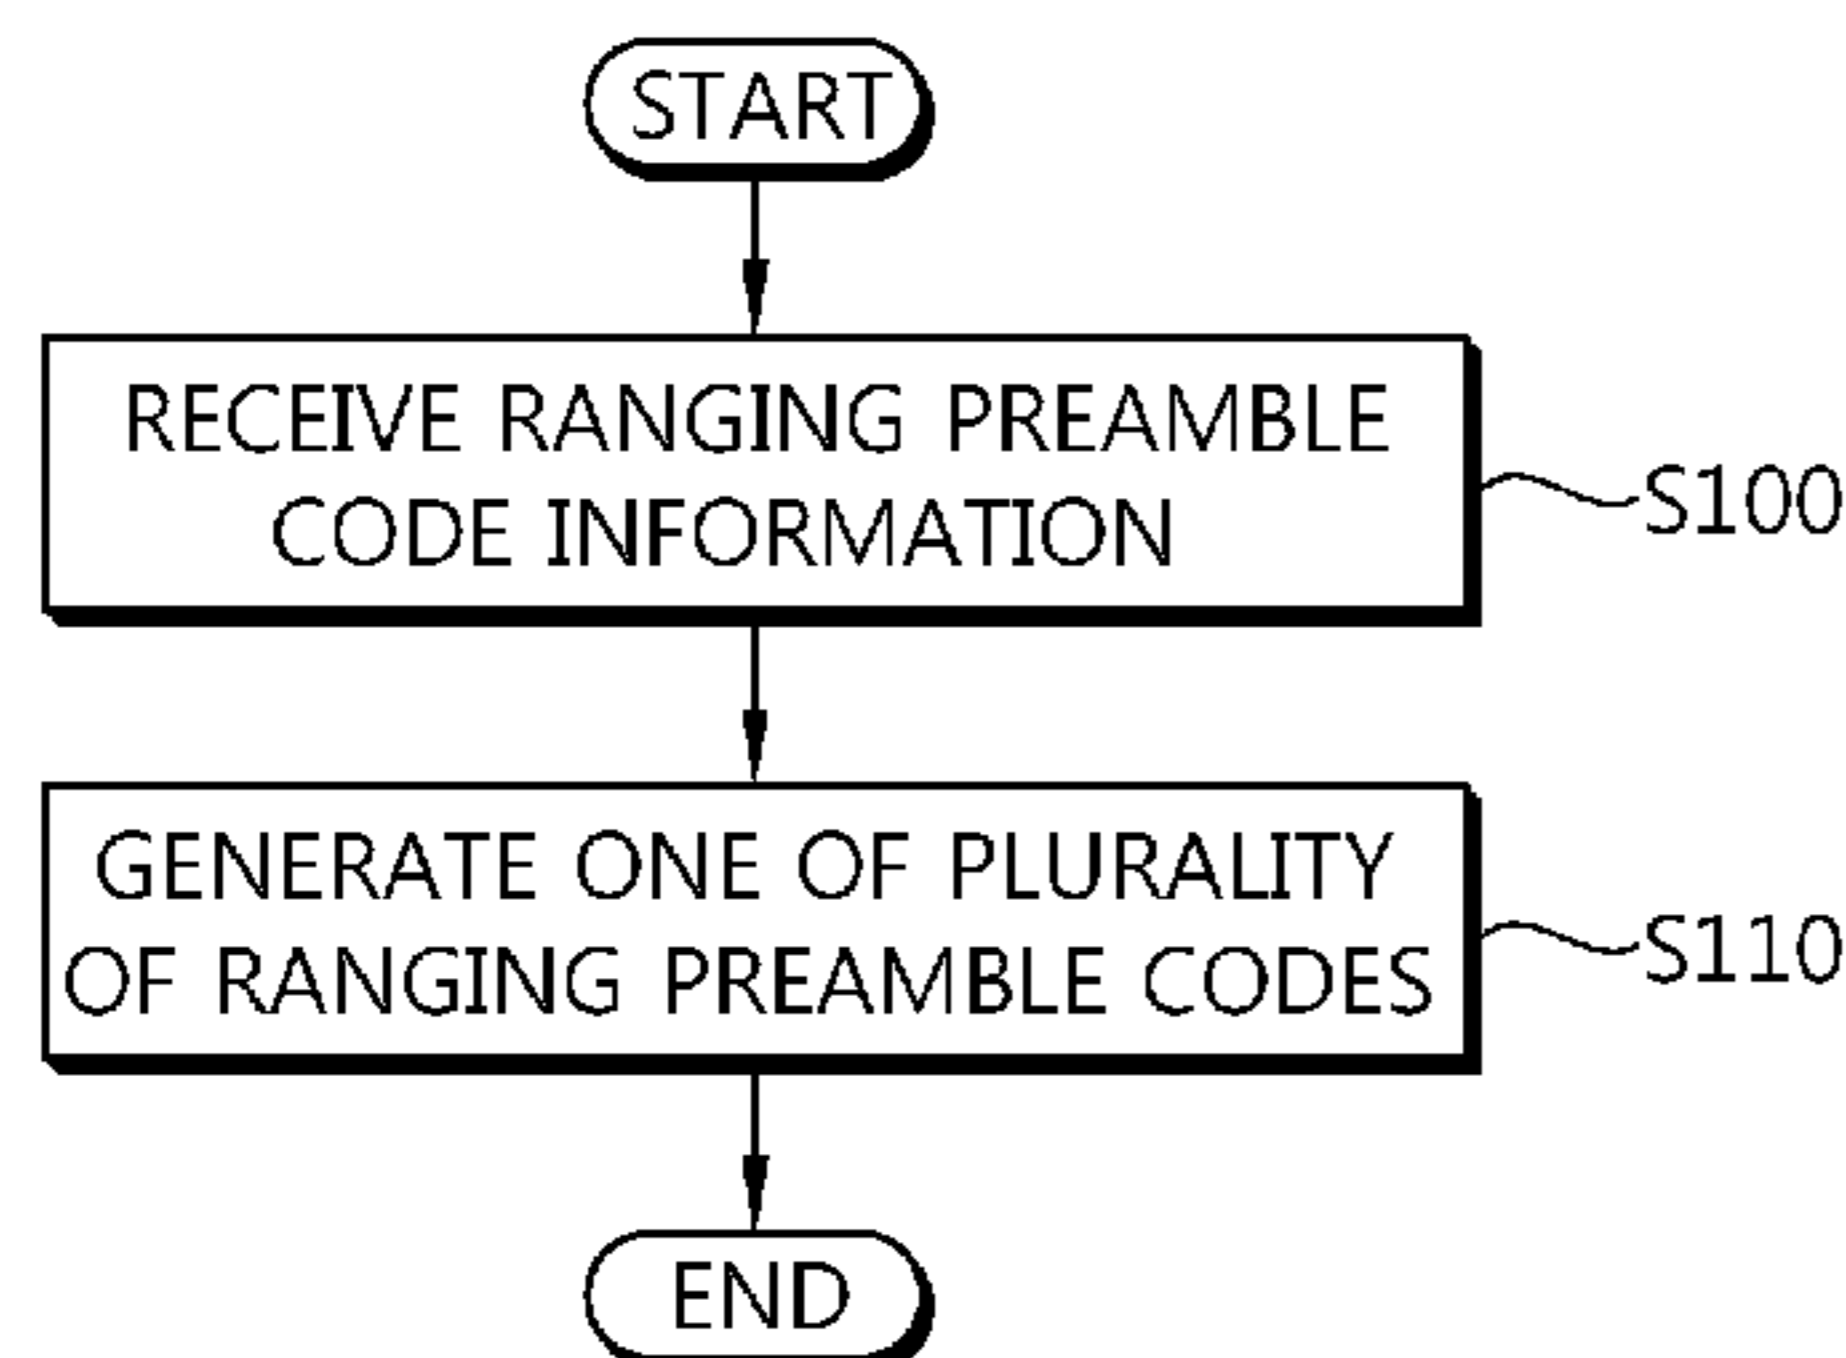 START
RECEIVE RANGING PREAMBLE
CODE INFORMATION
S100
GENERATE ONE OF PLURALITY
OF RANGING PREAMBLE CODES
S110
END